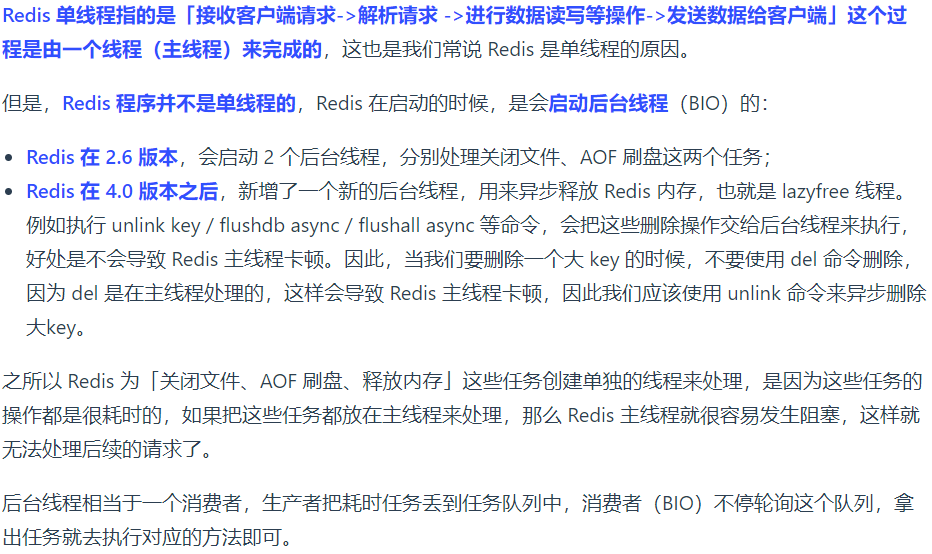 Redis 单线程指的是「接收客户端请求->解析请求 ->进行数据读写等操作->发送数据给客户端」这个过
程是由一个线程（主线程）来完成的，这也是我们常说 Redis 是单线程的原因。
但是，Redis 程序并不是单线程的，Redis 在启动的时候，是会启动后台线程（BIO）的：
• Redis 在 2.6 版本，会启动 2 个后台线程，分别处理关闭文件、AOF 刷盘这两个任务；
• Redis 在 4.0 版本之后，新增了一个新的后台线程，用来异步释放 Redis 内存，也就是 lazyfree 线程。
例如执行 unlink key / flushdb async / flushall async 等命令，会把这些删除操作交给后台线程来执行，
好处是不会导致 Redis 主线程卡顿。因此，当我们要删除一个大 key 的时候，不要使用 del 命令删除，
因为 del 是在主线程处理的，这样会导致 Redis 主线程卡顿，因此我们应该使用 unlink 命令来异步删除
大key。
之所以 Redis 为「关闭文件、AOF 刷盘、释放内存」这些任务创建单独的线程来处理，是因为这些任务的
操作都是很耗时的，如果把这些任务都放在主线程来处理，那么 Redis 主线程就很容易发生阻塞，这样就
无法处理后续的请求了。
后台线程相当于一个消费者，生产者把耗时任务丢到任务队列中，消费者（BIO）不停轮询这个队列，拿
出任务就去执行对应的方法即可。